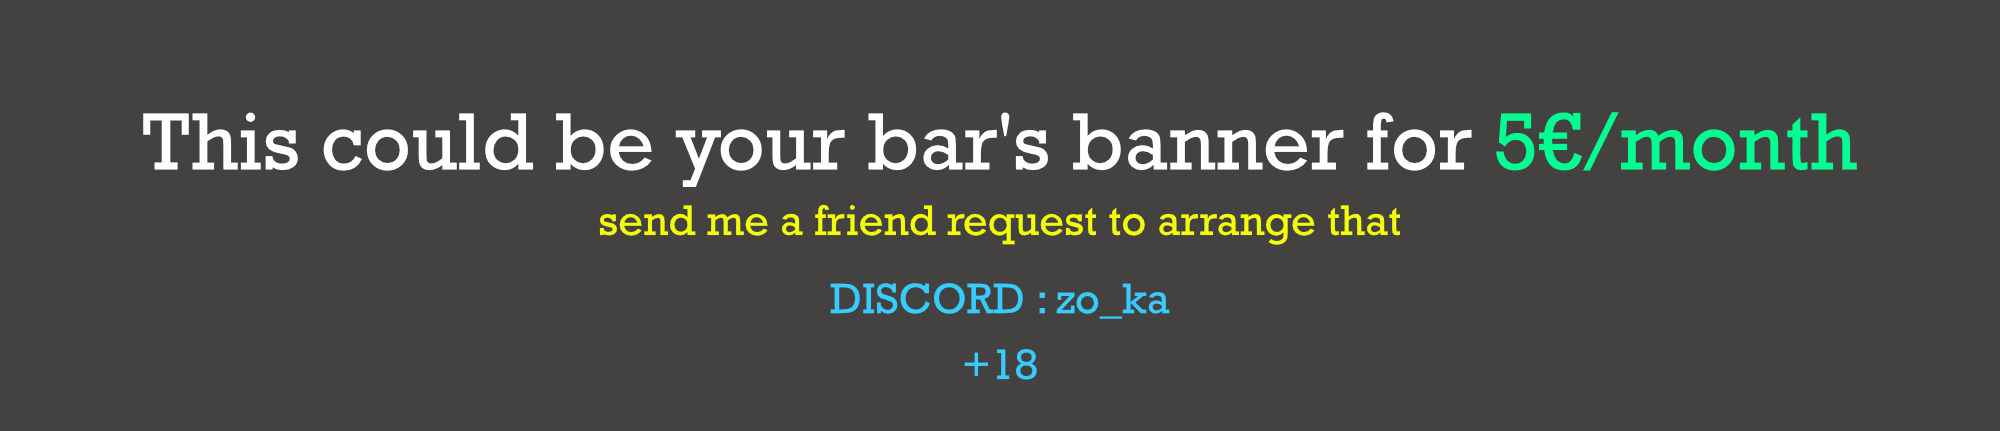 This could be your bar's banner for 5€/month
send me a friend request to arrange that
DISCORD : zo_ka
+18